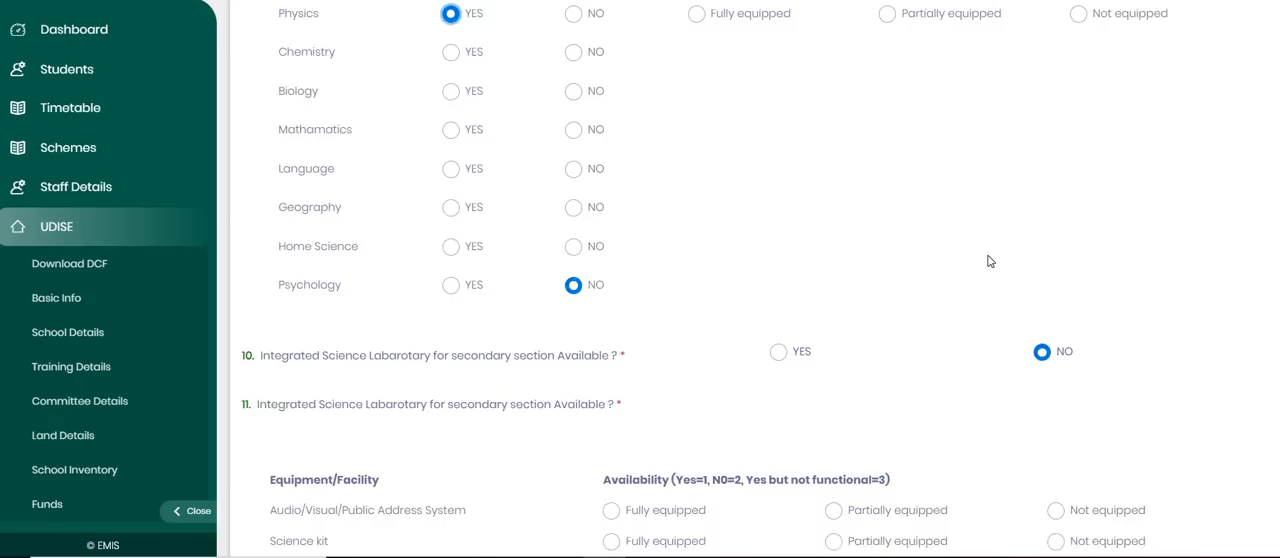 Dashboard
Students
Timetable
Schemes
Staff Details
UDISE
Download DCF
Basic Info
School Details
Training Details
Committee Details
Land Details
School Inventory
Funds
Close
© EMIS
Physics YES NO Fully equipped Partially equipped Not equipped
Chemistry YES NO
Biology YES NO
Mathamatics YES NO
Language YES NO
Geography YES NO
Home Science YES NO
Psychology YES NO
10. Integrated Science Labarotary for secondary section Available ? * YES NO
11. Integrated Science Labarotary for secondary section Available ? *
Equipment/Facility Availability (Yes=1, N0=2, Yes but not functional=3)
Audio/Visual/Public Address System Fully equipped Partially equipped Not equipped
Science kit Fully equipped Partially equipped Not equipped